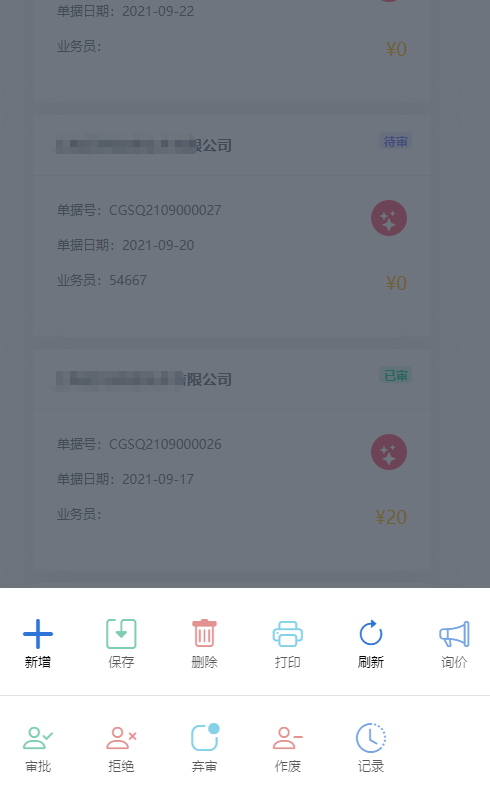 单据日期：2021-09-22
业务员：
¥0
限公司
待审
单据号：CGSQ2109000027
单据日期：2021-09-20
业务员：54667
¥0
有限公司
已审
单据号：CGSQ2109000026
单据日期：2021-09-17
业务员：
¥20
新增 保存 删除 打印 刷新 询价
审批 拒绝 弃审 作废 记录